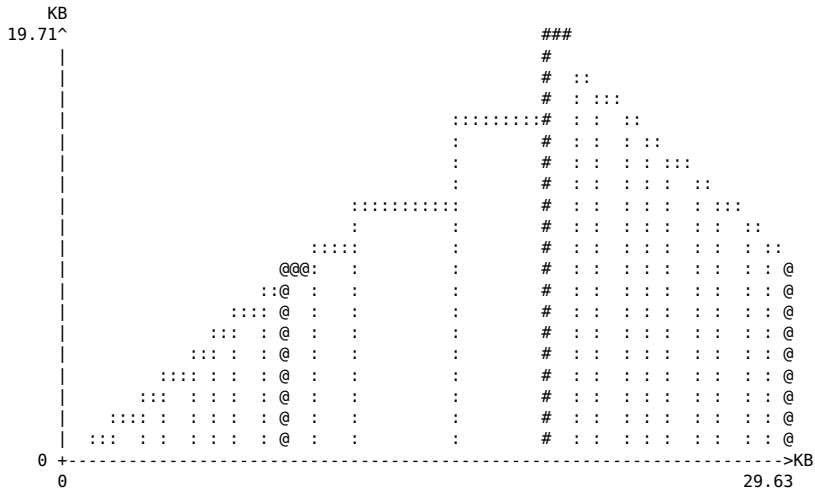 KB
19.71^                                               ###
     |                                               #
     |                                               #  ::
     |                                               #  : :::
     |                                      :::::::::#  : :  ::
     |                                      :        #  : :  : ::
     |                                      :        #  : :  : : :::
     |                                      :        #  : :  : : :  ::
     |                            :::::::::::        #  : :  : : :  : :::
     |                            :         :        #  : :  : : :  : :  ::
     |                        :::::         :        #  : :  : : :  : :  : ::
     |                     @@@:   :         :        #  : :  : : :  : :  : : @
     |                   ::@  :   :         :        #  : :  : : :  : :  : : @
     |                :::: @  :   :         :        #  : :  : : :  : :  : : @
     |              :::  : @  :   :         :        #  : :  : : :  : :  : : @
     |            ::: :  : @  :   :         :        #  : :  : : :  : :  : : @
     |         :::: : :  : @  :   :         :        #  : :  : : :  : :  : : @
     |       :::  : : :  : @  :   :         :        #  : :  : : :  : :  : : @
     |    :::: :  : : :  : @  :   :         :        #  : :  : : :  : :  : : @
     |  :::  : :  : : :  : @  :   :         :        #  : :  : : :  : :  : : @
   0 +----------------------------------------------------------------------->KB
     0                                                                   29.63